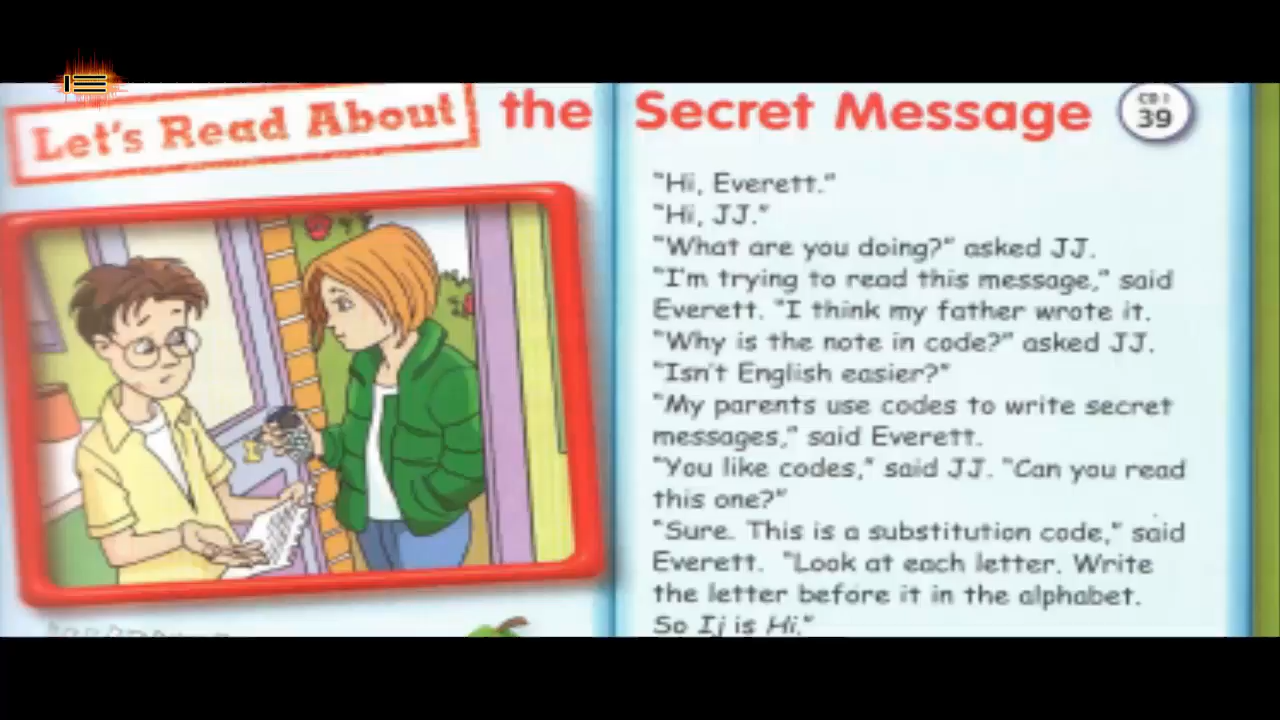 Let's Read About the Secret Message
CD 1
39
"Hi, Everett."
"Hi, JJ."
"What are you doing?" asked JJ.
"I'm trying to read this message," said
Everett. "I think my father wrote it.
"Why is the note in code?" asked JJ.
"Isn't English easier?"
"My parents use codes to write secret
messages," said Everett.
"You like codes," said JJ. "Can you read
this one?"
"Sure. This is a substitution code," said
Everett. "Look at each letter. Write
the letter before it in the alphabet.
So Ij is Hi."